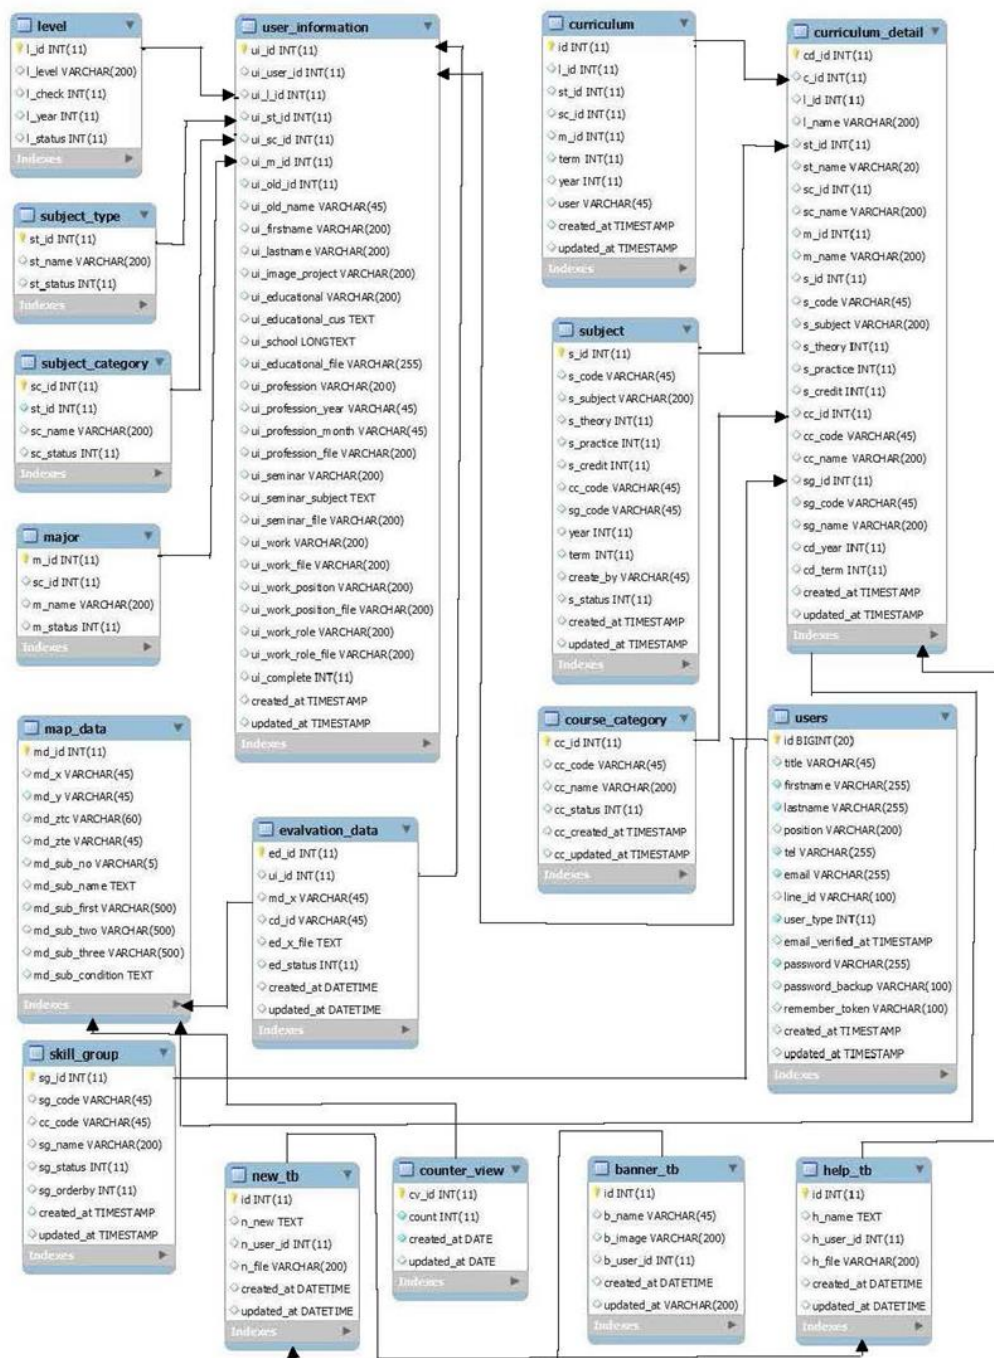 level
l_id INT(11)
l_level VARCHAR(200)
l_check INT(11)
l_year INT(11)
l_status INT(11)
Indexes
subject_type
st_id INT(11)
st_name VARCHAR(200)
st_status INT(11)
Indexes
subject_category
sc_id INT(11)
st_id INT(11)
sc_name VARCHAR(200)
sc_status INT(11)
Indexes
major
m_id INT(11)
sc_id INT(11)
m_name VARCHAR(200)
m_status INT(11)
Indexes
map_data
md_id INT(11)
md_x VARCHAR(45)
md_y VARCHAR(45)
md_ztc VARCHAR(60)
md_zte VARCHAR(45)
md_sub_no VARCHAR(5)
md_sub_name TEXT
md_sub_first VARCHAR(500)
md_sub_two VARCHAR(500)
md_sub_three VARCHAR(500)
md_sub_condition TEXT
Indexes
skill_group
sg_id INT(11)
sg_code VARCHAR(45)
cc_code VARCHAR(45)
sg_name VARCHAR(200)
sg_status INT(11)
sg_orderby INT(11)
created_at TIMESTAMP
updated_at TIMESTAMP
Indexes
user_information
ui_id INT(11)
ui_user_id INT(11)
ui_l_id INT(11)
ui_st_id INT(11)
ui_sc_id INT(11)
ui_m_id INT(11)
ui_old_id INT(11)
ui_old_name VARCHAR(45)
ui_firstname VARCHAR(200)
ui_lastname VARCHAR(200)
ui_image_project VARCHAR(200)
ui_educational VARCHAR(200)
ui_educational_cus TEXT
ui_school LONGTEXT
ui_educational_file VARCHAR(255)
ui_profession VARCHAR(200)
ui_profession_year VARCHAR(45)
ui_profession_month VARCHAR(45)
ui_profession_file VARCHAR(200)
ui_seminar VARCHAR(200)
ui_seminar_subject TEXT
ui_seminar_file VARCHAR(200)
ui_work VARCHAR(200)
ui_work_file VARCHAR(200)
ui_work_position VARCHAR(200)
ui_work_position_file VARCHAR(200)
ui_work_role VARCHAR(200)
ui_work_role_file VARCHAR(200)
ui_complete INT(11)
created_at TIMESTAMP
updated_at TIMESTAMP
Indexes
evalvation_data
ed_id INT(11)
ui_id INT(11)
md_x VARCHAR(45)
cd_id VARCHAR(45)
ed_x_file TEXT
ed_status INT(11)
created_at DATETIME
updated_at DATETIME
Indexes
curriculum
id INT(11)
l_id INT(11)
st_id INT(11)
sc_id INT(11)
m_id INT(11)
term INT(11)
year INT(11)
user VARCHAR(45)
created_at TIMESTAMP
updated_at TIMESTAMP
Indexes
subject
s_id INT(11)
s_code VARCHAR(45)
s_subject VARCHAR(200)
s_theory INT(11)
s_practice INT(11)
s_credit INT(11)
cc_code VARCHAR(45)
sg_code VARCHAR(45)
year INT(11)
term INT(11)
create_by VARCHAR(45)
s_status INT(11)
created_at TIMESTAMP
updated_at TIMESTAMP
Indexes
course_category
cc_id INT(11)
cc_code VARCHAR(45)
cc_name VARCHAR(200)
cc_status INT(11)
cc_created_at TIMESTAMP
cc_updated_at TIMESTAMP
Indexes
curriculum_detail
cd_id INT(11)
c_id INT(11)
l_id INT(11)
l_name VARCHAR(200)
st_id INT(11)
st_name VARCHAR(20)
sc_id INT(11)
sc_name VARCHAR(200)
m_id INT(11)
m_name VARCHAR(200)
s_id INT(11)
s_code VARCHAR(45)
s_subject VARCHAR(200)
s_theory INT(11)
s_practice INT(11)
s_credit INT(11)
cc_id INT(11)
cc_code VARCHAR(45)
cc_name VARCHAR(200)
sg_id INT(11)
sg_code VARCHAR(45)
sg_name VARCHAR(200)
cd_year INT(11)
cd_term INT(11)
created_at TIMESTAMP
updated_at TIMESTAMP
Indexes
users
id BIGINT(20)
title VARCHAR(45)
firstname VARCHAR(255)
lastname VARCHAR(255)
position VARCHAR(200)
tel VARCHAR(255)
email VARCHAR(255)
line_id VARCHAR(100)
user_type INT(11)
email_verified_at TIMESTAMP
password VARCHAR(255)
password_backup VARCHAR(100)
remember_token VARCHAR(100)
created_at TIMESTAMP
updated_at TIMESTAMP
Indexes
new_tb
id INT(11)
n_new TEXT
n_user_id INT(11)
n_file VARCHAR(200)
created_at DATETIME
updated_at DATETIME
Indexes
counter_view
cv_id INT(11)
count INT(11)
created_at DATE
updated_at DATE
Indexes
banner_tb
id INT(11)
b_name VARCHAR(45)
b_image VARCHAR(200)
b_user_id INT(11)
created_at DATETIME
updated_at VARCHAR(200)
Indexes
help_tb
id INT(11)
h_name TEXT
h_user_id INT(11)
h_file VARCHAR(200)
created_at DATETIME
updated_at DATETIME
Indexes